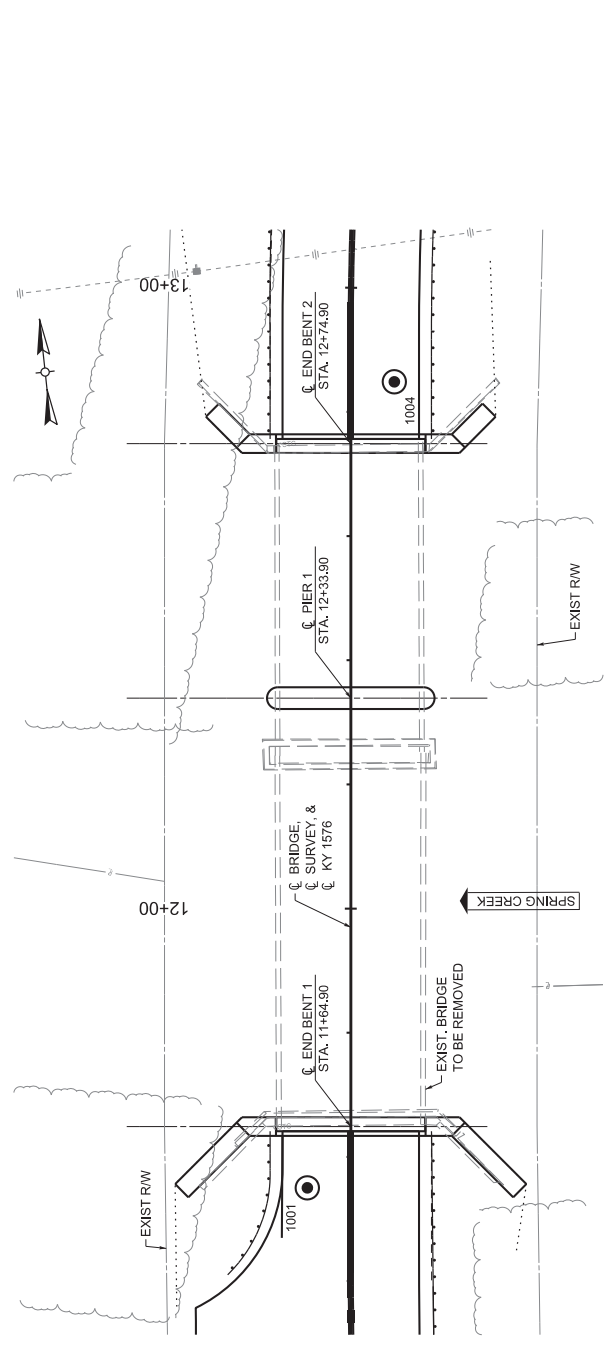 13+00
℄ END BENT 2
STA. 12+74.90
1004
℄ PIER 1
STA. 12+33.90
EXIST R/W
℄ BRIDGE,
℄ SURVEY, &
℄ KY 1576
12+00
SPRING CREEK
℄ END BENT 1
STA. 11+64.90
EXIST. BRIDGE
TO BE REMOVED
EXIST R/W
1001